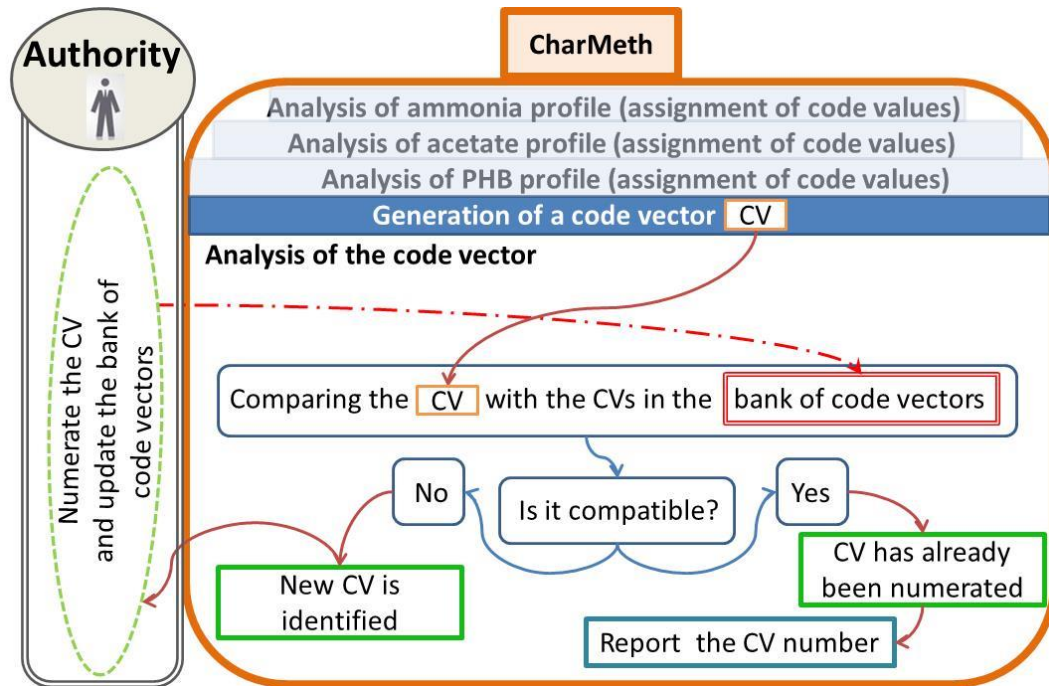 Authority
CharMeth
Analysis of ammonia profile (assignment of code values)
Analysis of acetate profile (assignment of code values)
Analysis of PHB profile (assignment of code values)
Generation of a code vector CV
Analysis of the code vector
Numerate the CV
and update the bank of
code vectors
Comparing the CV with the CVs in the bank of code vectors
No
Is it compatible?
Yes
New CV is
identified
CV has already
been numerated
Report the CV number